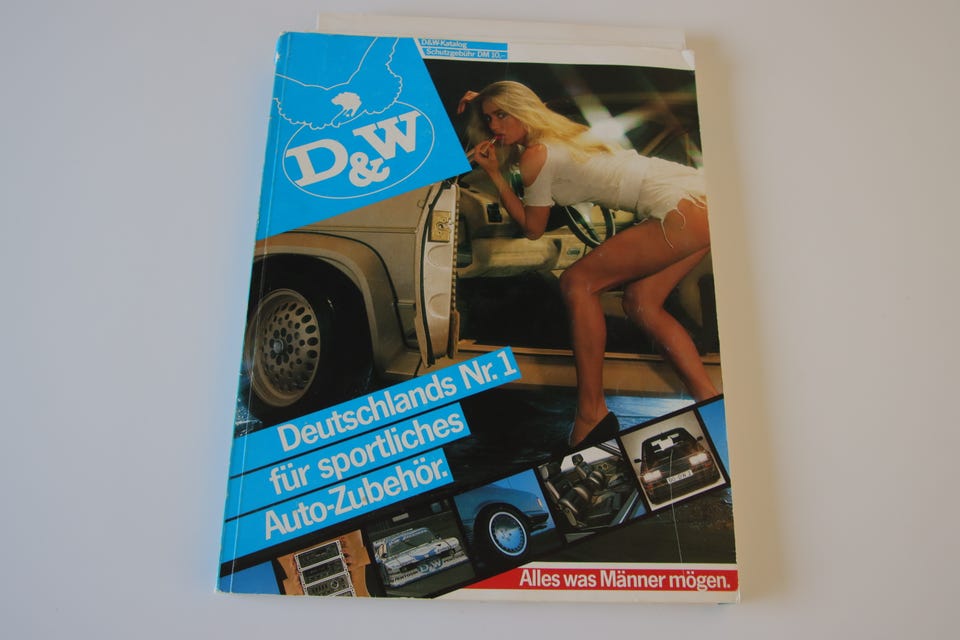 D&W-Katalog
Schutzgebühr DM 10,-
D&W
Deutschlands Nr. 1
für sportliches
Auto-Zubehör.
D&W
Alles was Männer mögen.